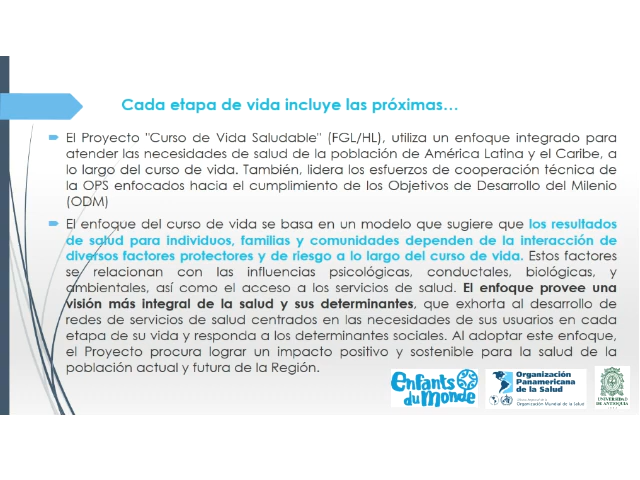 Cada etapa de vida incluye las próximas…
El Proyecto "Curso de Vida Saludable" (FGL/HL), utiliza un enfoque integrado para
atender las necesidades de salud de la población de América Latina y el Caribe, a
lo largo del curso de vida. También, lidera los esfuerzos de cooperación técnica de
la OPS enfocados hacia el cumplimiento de los Objetivos de Desarrollo del Milenio
(ODM)
El enfoque del curso de vida se basa en un modelo que sugiere que los resultados
de salud para individuos, familias y comunidades dependen de la interacción de
diversos factores protectores y de riesgo a lo largo del curso de vida. Estos factores
se relacionan con las influencias psicológicas, conductales, biológicas, y
ambientales, así como el acceso a los servicios de salud. El enfoque provee una
visión más integral de la salud y sus determinantes, que exhorta al desarrollo de
redes de servicios de salud centrados en las necesidades de sus usuarios en cada
etapa de su vida y responda a los determinantes sociales. Al adoptar este enfoque,
el Proyecto procura lograr un impacto positivo y sostenible para la salud de la
población actual y futura de la Región.
Enfants
du Monde
Organización
Panamericana
de la Salud
Organización Mundial de la Salud
UNIVERSIDAD
DE ANTIOQUIA